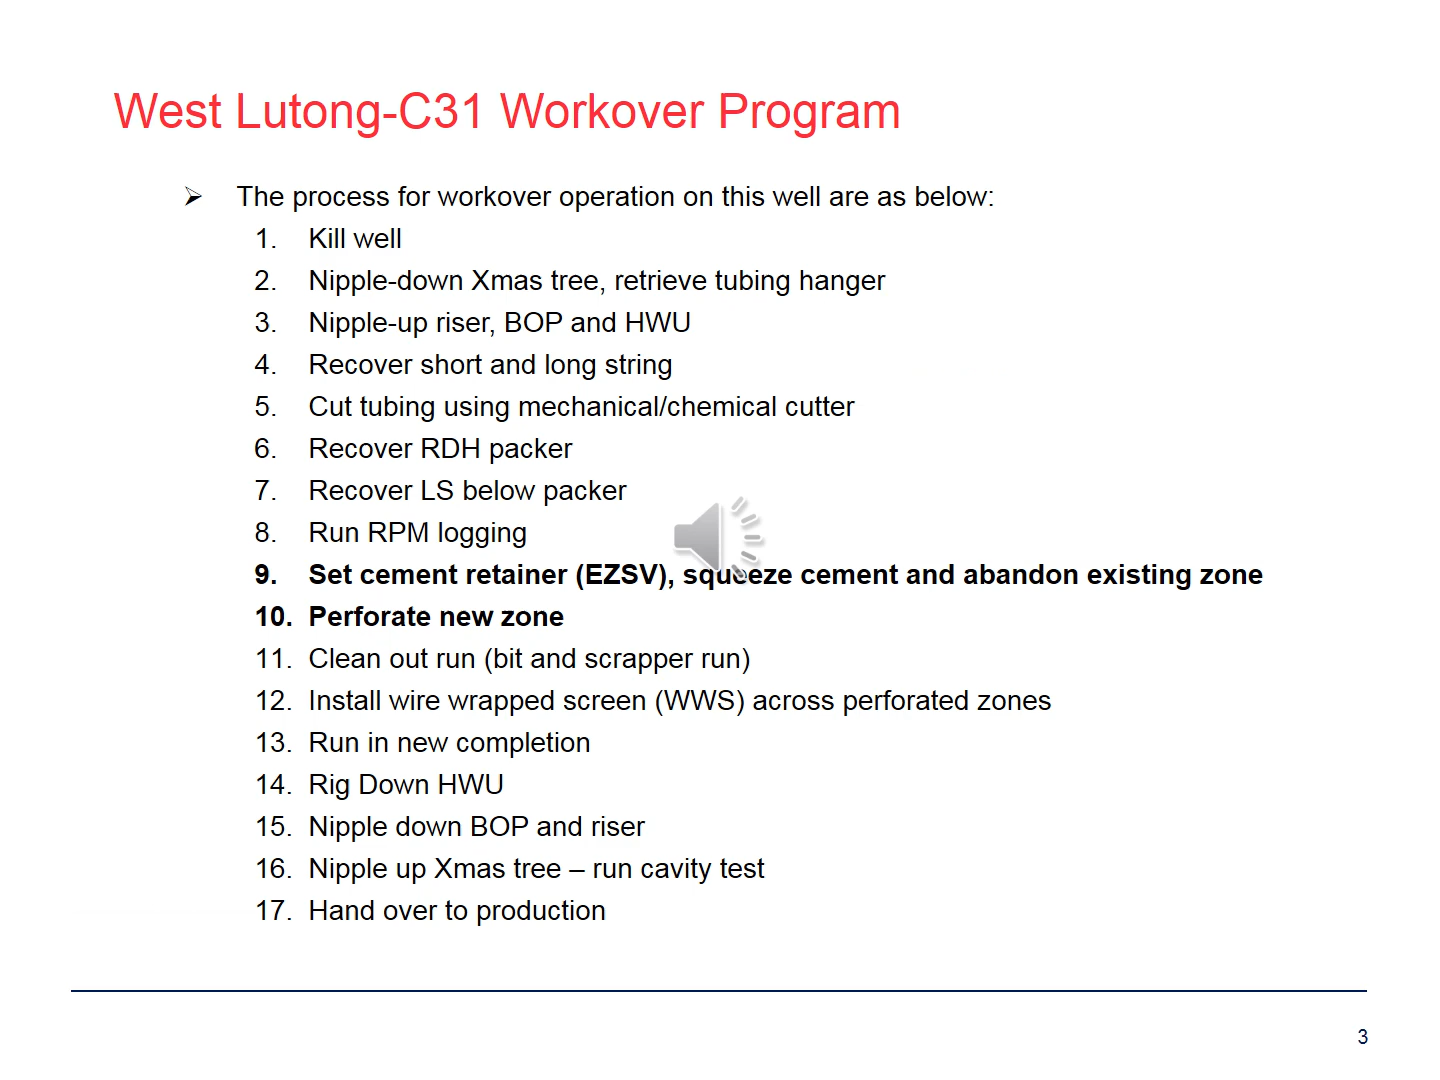 West Lutong-C31 Workover Program
➢ The process for workover operation on this well are as below:
1. Kill well
2. Nipple-down Xmas tree, retrieve tubing hanger
3. Nipple-up riser, BOP and HWU
4. Recover short and long string
5. Cut tubing using mechanical/chemical cutter
6. Recover RDH packer
7. Recover LS below packer
8. Run RPM logging
9. Set cement retainer (EZSV), squeeze cement and abandon existing zone
10. Perforate new zone
11. Clean out run (bit and scrapper run)
12. Install wire wrapped screen (WWS) across perforated zones
13. Run in new completion
14. Rig Down HWU
15. Nipple down BOP and riser
16. Nipple up Xmas tree – run cavity test
17. Hand over to production
3